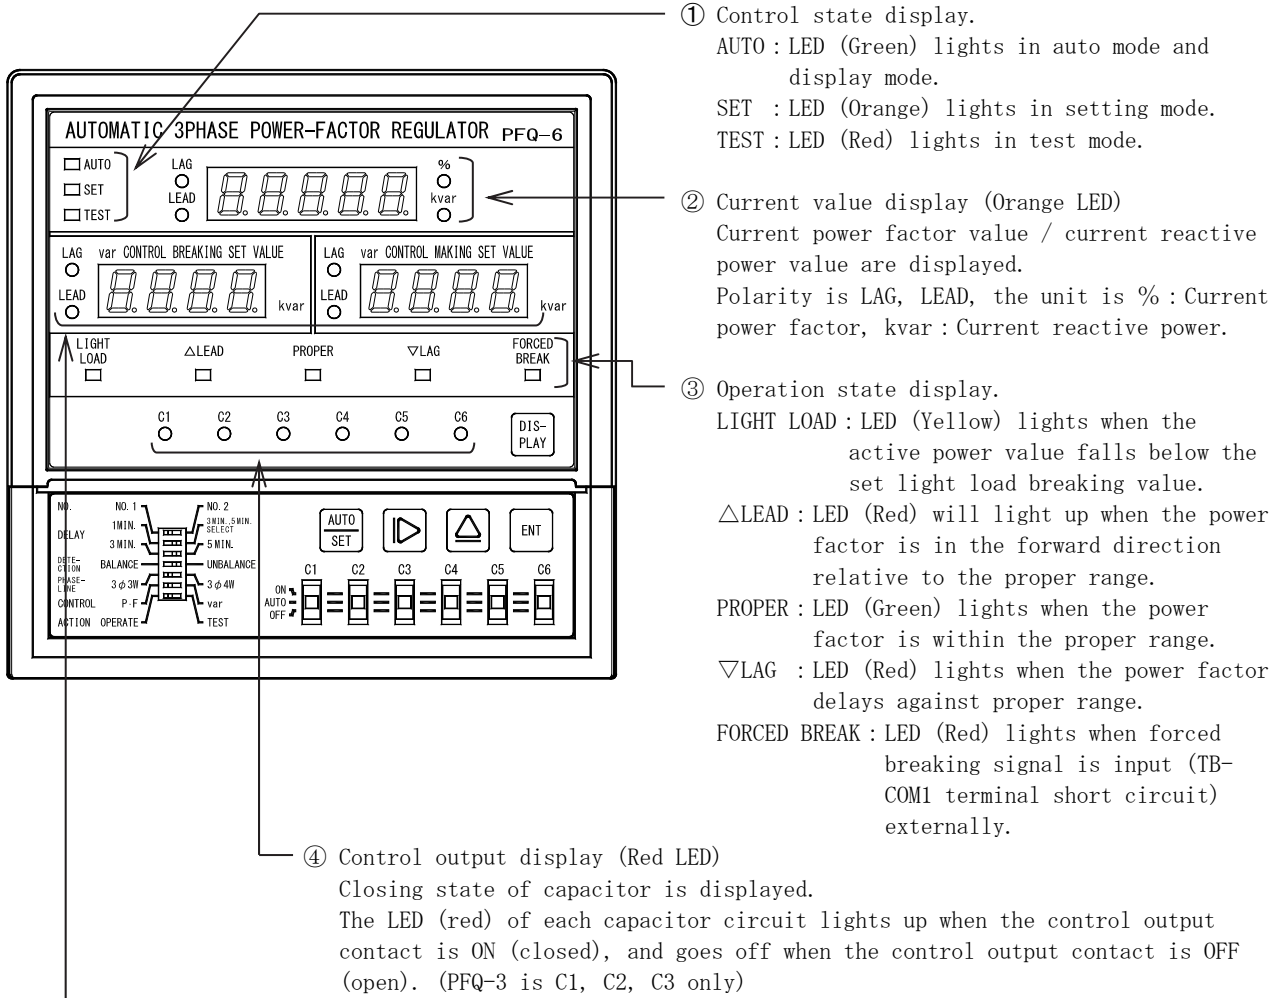 ① Control state display.
AUTO : LED (Green) lights in auto mode and
display mode.
SET : LED (Orange) lights in setting mode.
TEST : LED (Red) lights in test mode.
② Current value display (Orange LED)
Current power factor value / current reactive
power value are displayed.
Polarity is LAG, LEAD, the unit is % : Current
power factor, kvar : Current reactive power.
③ Operation state display.
LIGHT LOAD : LED (Yellow) lights when the
active power value falls below the
set light load breaking value.
△LEAD : LED (Red) will light up when the power
factor is in the forward direction
relative to the proper range.
PROPER : LED (Green) lights when the power
factor is within the proper range.
▽LAG : LED (Red) lights when the power factor
delays against proper range.
FORCED BREAK : LED (Red) lights when forced
breaking signal is input (TB-
COM1 terminal short circuit)
externally.
④ Control output display (Red LED)
Closing state of capacitor is displayed.
The LED (red) of each capacitor circuit lights up when the control output
contact is ON (closed), and goes off when the control output contact is OFF
(open). (PFQ-3 is C1, C2, C3 only)
AUTOMATIC 3PHASE POWER-FACTOR REGULATOR PFQ-6
AUTO
SET
TEST
LAG
LEAD
8.8.8.8.8.
%
kvar
LAG
LEAD
var CONTROL BREAKING SET VALUE
8.8.8.8.
kvar
LAG
LEAD
var CONTROL MAKING SET VALUE
8.8.8.8.
kvar
LIGHT
LOAD
△LEAD
PROPER
▽LAG
FORCED
BREAK
C1 C2 C3 C4 C5 C6
DIS-
PLAY
NO. NO. 1 NO. 2
DELAY
1MIN. 3MIN.,5MIN.
SELECT
3 MIN. 5 MIN.
DETE-
CTION
BALANCE UNBALANCE
PHASE-
LINE
3φ3W 3φ4W
CONTROL P·F var
ACTION OPERATE TEST
AUTO
SET
ENT
C1 C2 C3 C4 C5 C6
ON
AUTO
OFF